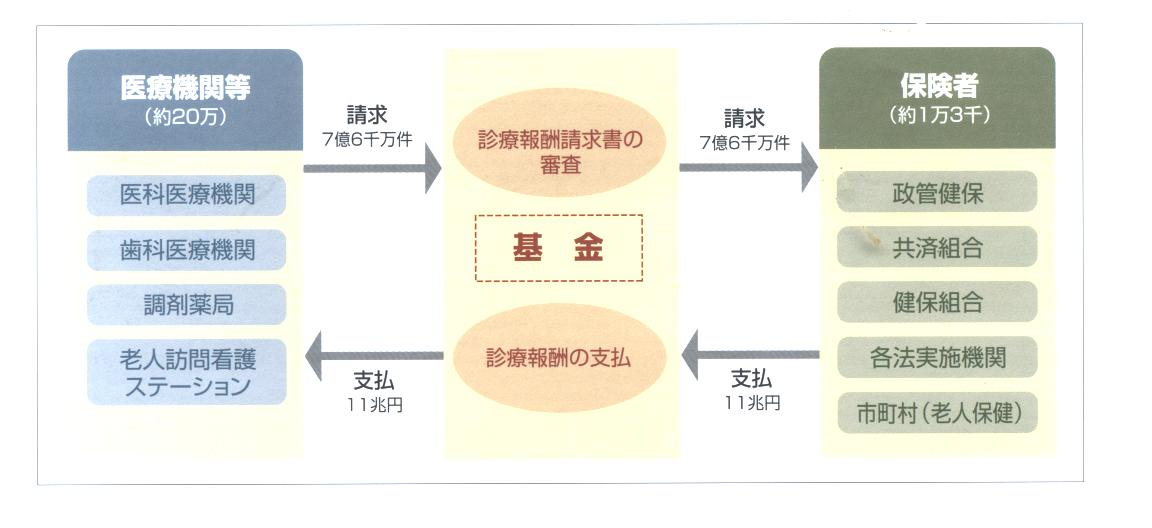 医療機関等
(約20万)
医科医療機関
歯科医療機関
調剤薬局
老人訪問看護
ステーション
請求
7億6千万件
支払
11兆円
診療報酬請求書の
審査
基 金
診療報酬の支払
請求
7億6千万件
支払
11兆円
保険者
(約1万3千)
政管健保
共済組合
健保組合
各法実施機関
市町村(老人保健)